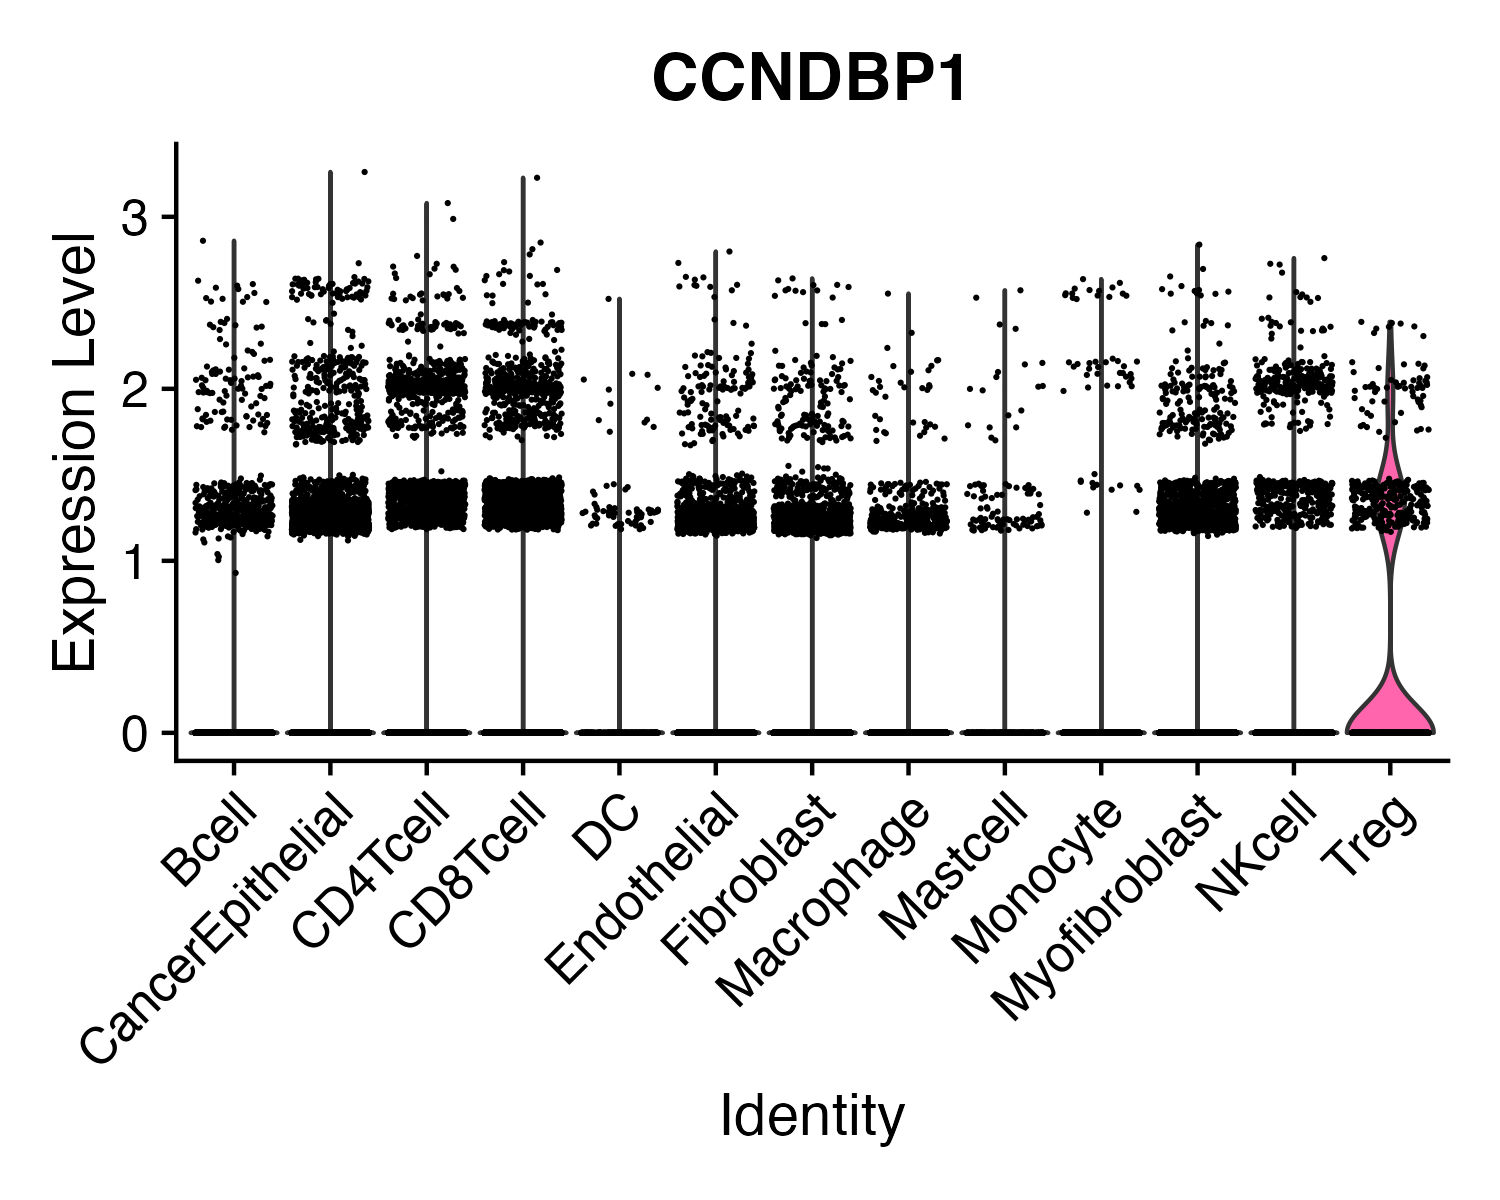 CCNDBP1
Expression Level
3
2
1
0
Bcell
CancerEpithelial
CD4Tcell
CD8Tcell
DC
Endothelial
Fibroblast
Macrophage
Mastcell
Monocyte
Myofibroblast
NKcell
Treg
Identity